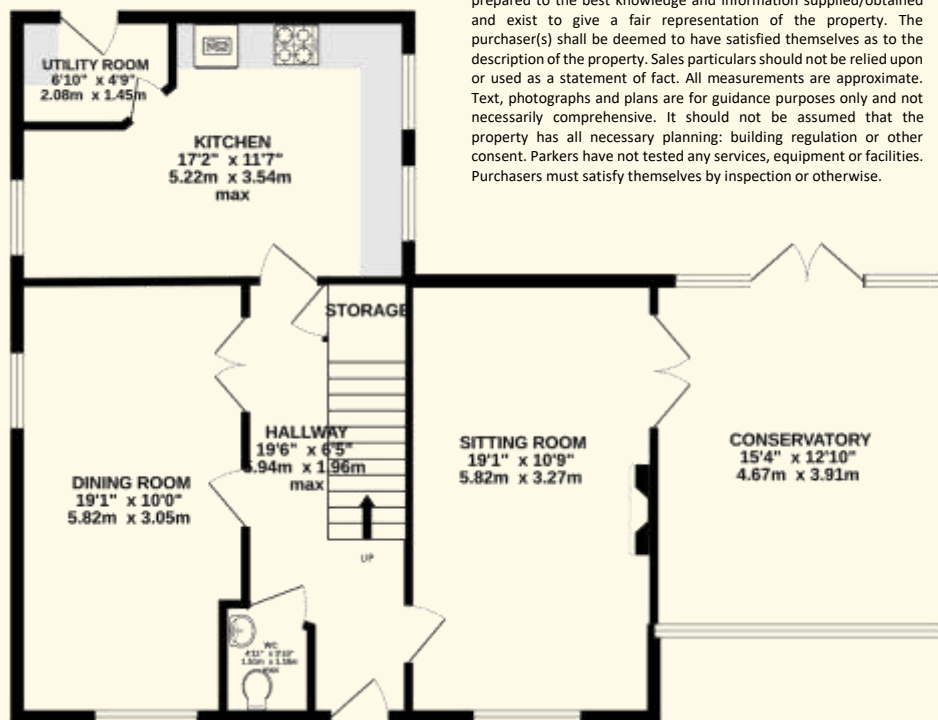 prepared to the best knowledge and information supplied/obtained
and exist to give a fair representation of the property. The
purchaser(s) shall be deemed to have satisfied themselves as to the
description of the property. Sales particulars should not be relied upon
or used as a statement of fact. All measurements are approximate.
Text, photographs and plans are for guidance purposes only and not
necessarily comprehensive. It should not be assumed that the
property has all necessary planning: building regulation or other
consent. Parkers have not tested any services, equipment or facilities.
Purchasers must satisfy themselves by inspection or otherwise.
UTILITY ROOM
6'10" x 4'9"
2.08m x 1.45m
KITCHEN
17'2" x 11'7"
5.22m x 3.54m
max
STORAGE
HALLWAY
19'6" x 6'5"
5.94m x 1.96m
max
UP
DINING ROOM
19'1" x 10'0"
5.82m x 3.05m
SITTING ROOM
19'1" x 10'9"
5.82m x 3.27m
CONSERVATORY
15'4" x 12'10"
4.67m x 3.91m
WC
max